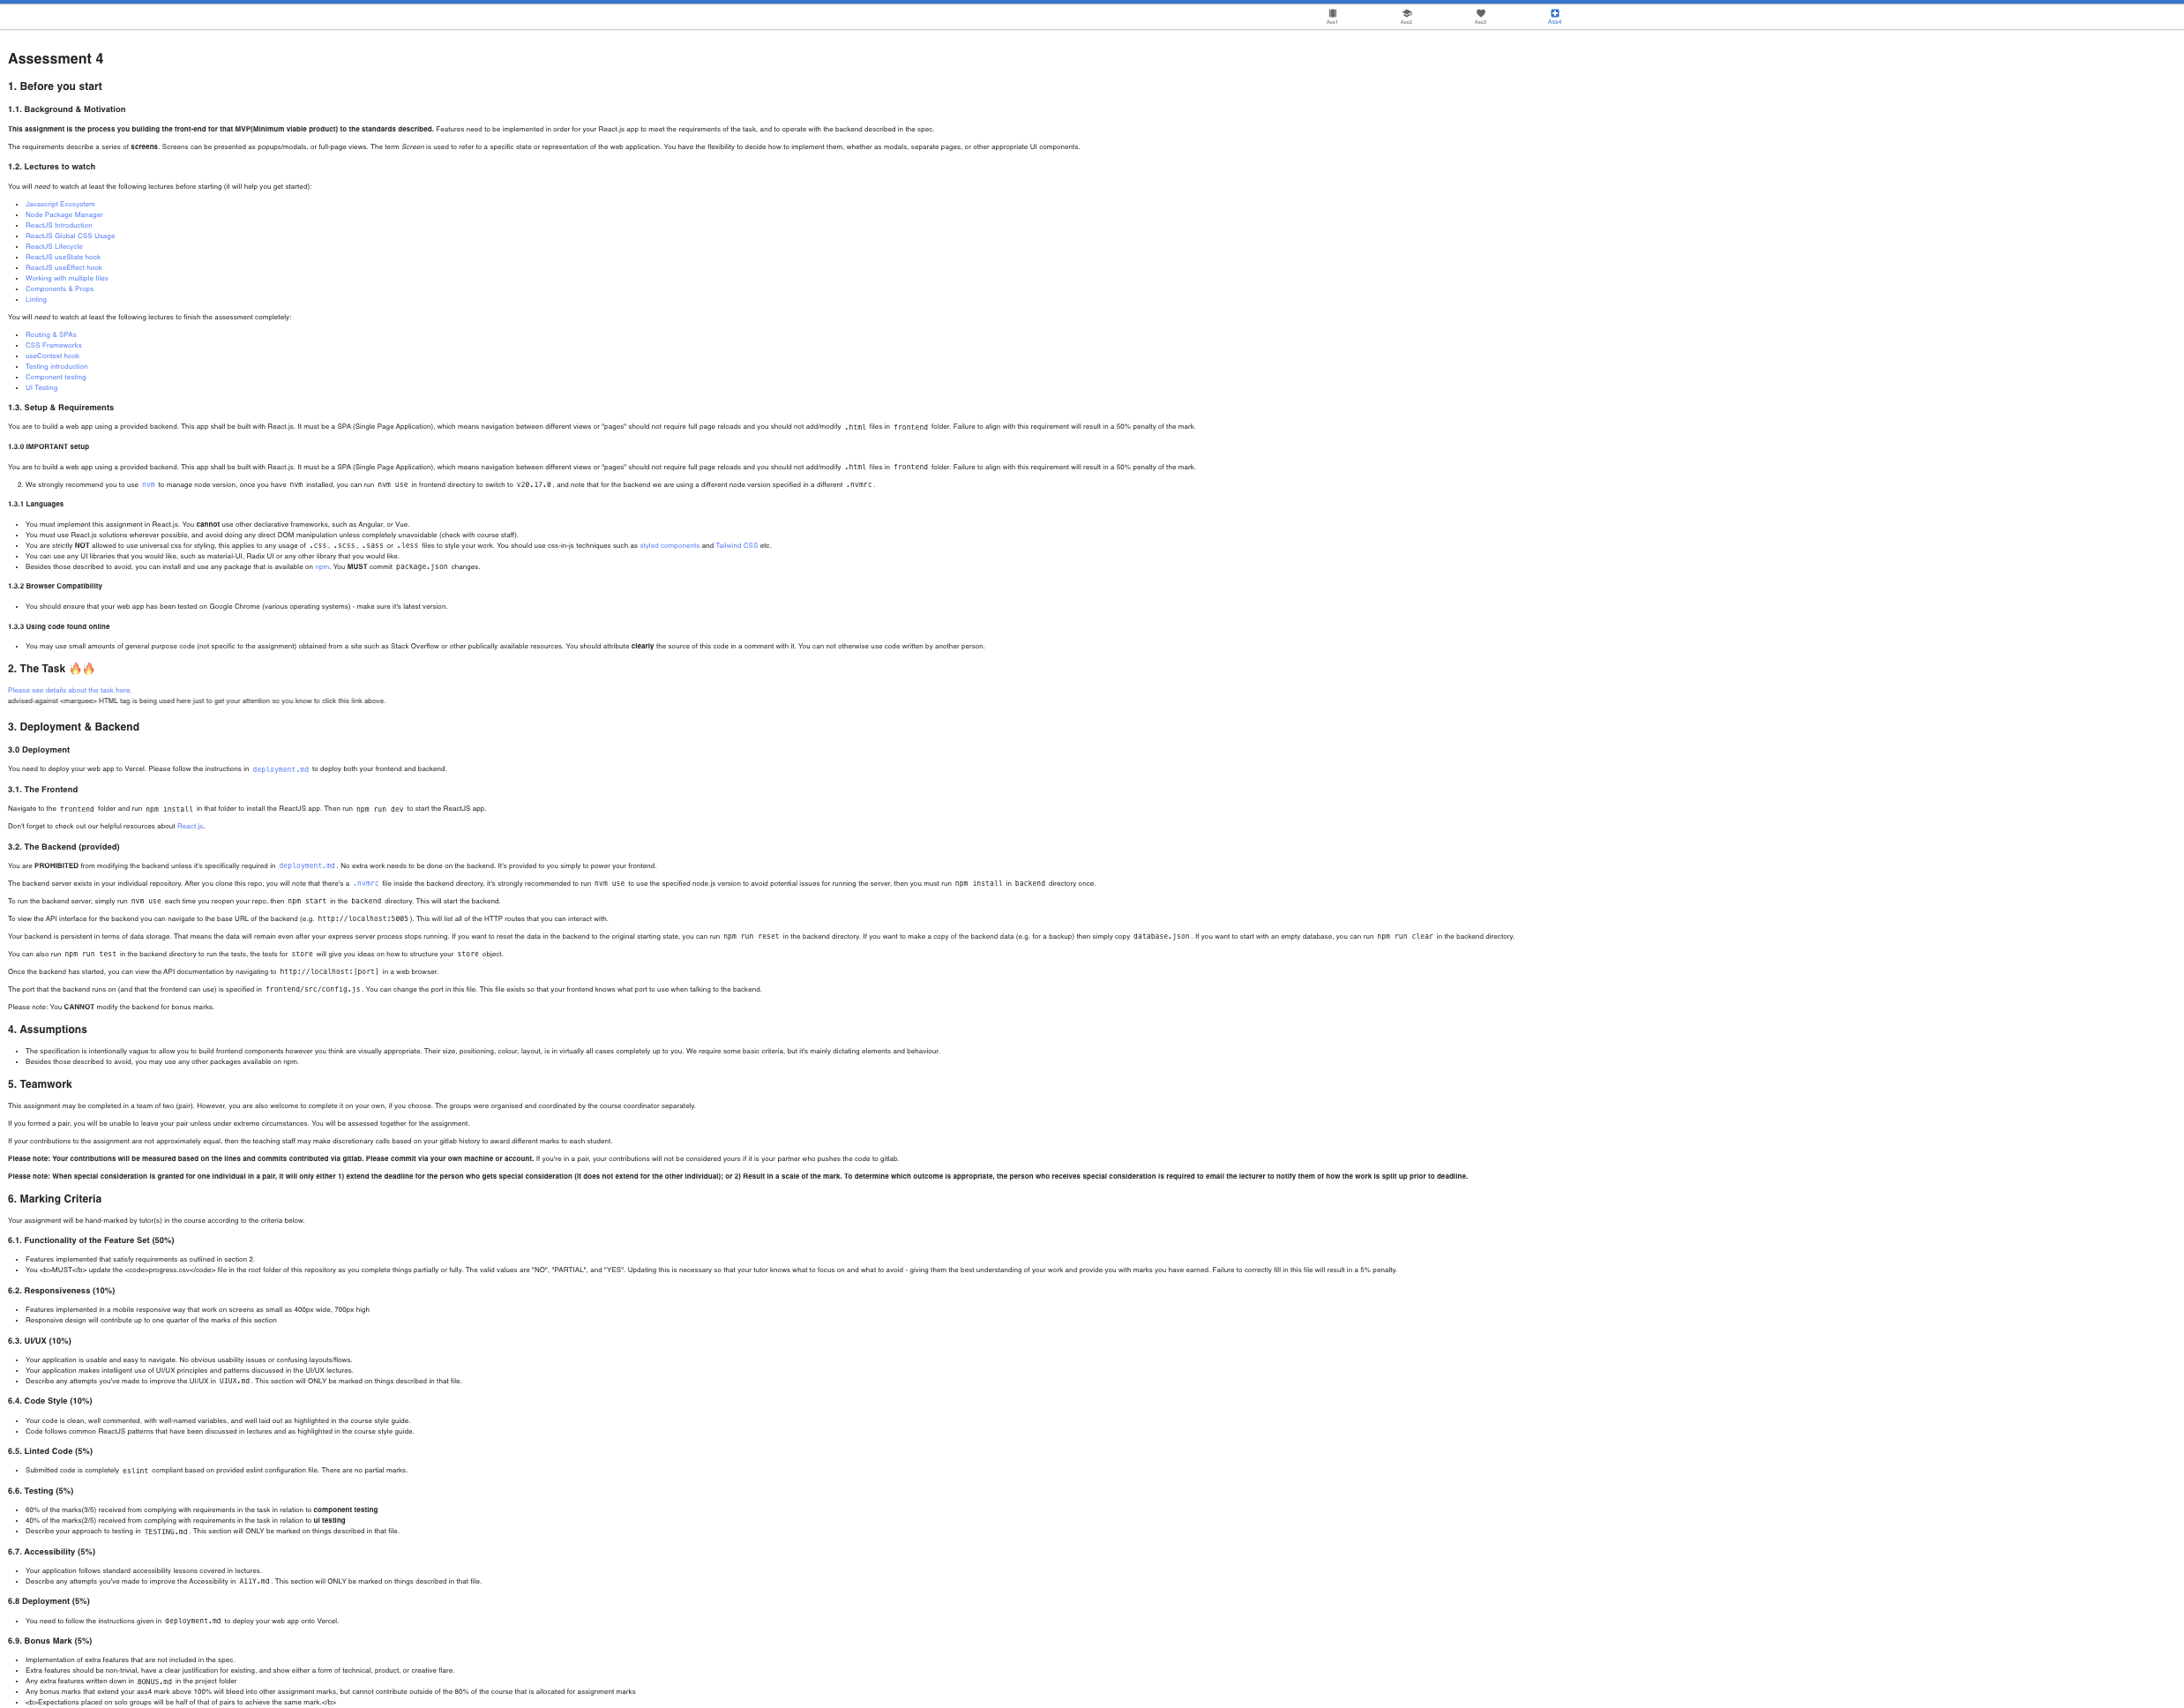 Ass1
Ass2
Ass3
Ass4
Assessment 4
1. Before you start
1.1. Background & Motivation
This assignment is the process you building the front-end for that MVP(Minimum viable product) to the standards described. Features need to be implemented in order for your React.js app to meet the requirements of the task, and to operate with the backend described in the spec.
The requirements describe a series of screens. Screens can be presented as popups/modals, or full-page views. The term Screen is used to refer to a specific state or representation of the web application. You have the flexibility to decide how to implement them, whether as modals, separate pages, or other appropriate UI components.
1.2. Lectures to watch
You will need to watch at least the following lectures before starting (it will help you get started):
• Javascript Ecosystem
• Node Package Manager
• ReactJS Introduction
• ReactJS Global CSS Usage
• ReactJS Lifecycle
• ReactJS useState hook
• ReactJS useEffect hook
• Working with multiple files
• Components & Props
• Linting
You will need to watch at least the following lectures to finish the assessment completely:
• Routing & SPAs
• CSS Frameworks
• useContext hook
• Testing introduction
• Component testing
• UI Testing
1.3. Setup & Requirements
You are to build a web app using a provided backend. This app shall be built with React.js. It must be a SPA (Single Page Application), which means navigation between different views or "pages" should not require full page reloads and you should not add/modify .html files in frontend folder. Failure to align with this requirement will result in a 50% penalty of the mark.
1.3.0 IMPORTANT setup
You are to build a web app using a provided backend. This app shall be built with React.js. It must be a SPA (Single Page Application), which means navigation between different views or "pages" should not require full page reloads and you should not add/modify .html files in frontend folder. Failure to align with this requirement will result in a 50% penalty of the mark.
2. We strongly recommend you to use nvm to manage node version, once you have nvm installed, you can run nvm use in frontend directory to switch to v20.17.0, and note that for the backend we are using a different node version specified in a different .nvmrc.
1.3.1 Languages
• You must implement this assignment in React.js. You cannot use other declarative frameworks, such as Angular, or Vue.
• You must use React.js solutions wherever possible, and avoid doing any direct DOM manipulation unless completely unavoidable (check with course staff).
• You are strictly NOT allowed to use universal css for styling, this applies to any usage of .css, .scss, .sass or .less files to style your work. You should use css-in-js techniques such as styled components and Tailwind CSS etc.
• You can use any UI libraries that you would like, such as material-UI, Radix UI or any other library that you would like.
• Besides those described to avoid, you can install and use any package that is available on npm. You MUST commit package.json changes.
1.3.2 Browser Compatibility
• You should ensure that your web app has been tested on Google Chrome (various operating systems) - make sure it's latest version.
1.3.3 Using code found online
• You may use small amounts of general purpose code (not specific to the assignment) obtained from a site such as Stack Overflow or other publically available resources. You should attribute clearly the source of this code in a comment with it. You can not otherwise use code written by another person.
2. The Task 🔥🔥
Please see details about the task here.
advised-against <marquee> HTML tag is being used here just to get your attention so you know to click this link above.
3. Deployment & Backend
3.0 Deployment
You need to deploy your web app to Vercel. Please follow the instructions in deployment.md to deploy both your frontend and backend.
3.1. The Frontend
Navigate to the frontend folder and run npm install in that folder to install the ReactJS app. Then run npm run dev to start the ReactJS app.
Don't forget to check out our helpful resources about React.js.
3.2. The Backend (provided)
You are PROHIBITED from modifying the backend unless it's specifically required in deployment.md. No extra work needs to be done on the backend. It's provided to you simply to power your frontend.
The backend server exists in your individual repository. After you clone this repo, you will note that there's a .nvmrc file inside the backend directory, it's strongly recommended to run nvm use to use the specified node.js version to avoid potential issues for running the server, then you must run npm install in backend directory once.
To run the backend server, simply run nvm use each time you reopen your repo, then npm start in the backend directory. This will start the backend.
To view the API interface for the backend you can navigate to the base URL of the backend (e.g. http://localhost:5005). This will list all of the HTTP routes that you can interact with.
Your backend is persistent in terms of data storage. That means the data will remain even after your express server process stops running. If you want to reset the data in the backend to the original starting state, you can run npm run reset in the backend directory. If you want to make a copy of the backend data (e.g. for a backup) then simply copy database.json. If you want to start with an empty database, you can run npm run clear in the backend directory.
You can also run npm run test in the backend directory to run the tests, the tests for store will give you ideas on how to structure your store object.
Once the backend has started, you can view the API documentation by navigating to http://localhost:[port] in a web browser.
The port that the backend runs on (and that the frontend can use) is specified in frontend/src/config.js. You can change the port in this file. This file exists so that your frontend knows what port to use when talking to the backend.
Please note: You CANNOT modify the backend for bonus marks.
4. Assumptions
• The specification is intentionally vague to allow you to build frontend components however you think are visually appropriate. Their size, positioning, colour, layout, is in virtually all cases completely up to you. We require some basic criteria, but it's mainly dictating elements and behaviour.
• Besides those described to avoid, you may use any other packages available on npm.
5. Teamwork
This assignment may be completed in a team of two (pair). However, you are also welcome to complete it on your own, if you choose. The groups were organised and coordinated by the course coordinator separately.
If you formed a pair, you will be unable to leave your pair unless under extreme circumstances. You will be assessed together for the assignment.
If your contributions to the assignment are not approximately equal, then the teaching staff may make discretionary calls based on your gitlab history to award different marks to each student.
Please note: Your contributions will be measured based on the lines and commits contributed via gitlab. Please commit via your own machine or account. If you're in a pair, your contributions will not be considered yours if it is your partner who pushes the code to gitlab.
Please note: When special consideration is granted for one individual in a pair, it will only either 1) extend the deadline for the person who gets special consideration (it does not extend for the other individual); or 2) Result in a scale of the mark. To determine which outcome is appropriate, the person who receives special consideration is required to email the lecturer to notify them of how the work is split up prior to deadline.
6. Marking Criteria
Your assignment will be hand-marked by tutor(s) in the course according to the criteria below.
6.1. Functionality of the Feature Set (50%)
• Features implemented that satisfy requirements as outlined in section 2.
• You <b>MUST</b> update the <code>progress.csv</code> file in the root folder of this repository as you complete things partially or fully. The valid values are "NO", "PARTIAL", and "YES". Updating this is necessary so that your tutor knows what to focus on and what to avoid - giving them the best understanding of your work and provide you with marks you have earned. Failure to correctly fill in this file will result in a 5% penalty.
6.2. Responsiveness (10%)
• Features implemented in a mobile responsive way that work on screens as small as 400px wide, 700px high
• Responsive design will contribute up to one quarter of the marks of this section
6.3. UI/UX (10%)
• Your application is usable and easy to navigate. No obvious usability issues or confusing layouts/flows.
• Your application makes intelligent use of UI/UX principles and patterns discussed in the UI/UX lectures.
• Describe any attempts you've made to improve the UI/UX in UIUX.md. This section will ONLY be marked on things described in that file.
6.4. Code Style (10%)
• Your code is clean, well commented, with well-named variables, and well laid out as highlighted in the course style guide.
• Code follows common ReactJS patterns that have been discussed in lectures and as highlighted in the course style guide.
6.5. Linted Code (5%)
• Submitted code is completely eslint compliant based on provided eslint configuration file. There are no partial marks.
6.6. Testing (5%)
• 60% of the marks(3/5) received from complying with requirements in the task in relation to component testing
• 40% of the marks(2/5) received from complying with requirements in the task in relation to ui testing
• Describe your approach to testing in TESTING.md. This section will ONLY be marked on things described in that file.
6.7. Accessibility (5%)
• Your application follows standard accessibility lessons covered in lectures.
• Describe any attempts you've made to improve the Accessibility in A11Y.md. This section will ONLY be marked on things described in that file.
6.8 Deployment (5%)
• You need to follow the instructions given in deployment.md to deploy your web app onto Vercel.
6.9. Bonus Mark (5%)
• Implementation of extra features that are not included in the spec.
• Extra features should be non-trivial, have a clear justification for existing, and show either a form of technical, product, or creative flare.
• Any extra features written down in BONUS.md in the project folder
• Any bonus marks that extend your ass4 mark above 100% will bleed into other assignment marks, but cannot contribute outside of the 80% of the course that is allocated for assignment marks
• <b>Expectations placed on solo groups will be half of that of pairs to achieve the same mark.</b>